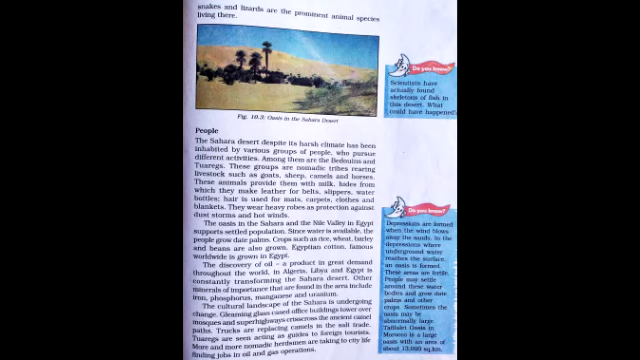 snakes and lizards are the prominent animal species
living there.
Fig. 10.3: Oasis in the Sahara Desert
People
The Sahara desert despite its harsh climate has been
inhabited by various groups of people, who pursue
different activities. Among them are the Bedouins and
Tuaregs. These groups are nomadic tribes rearing
livestock such as goats, sheep, camels and horses.
These animals provide them with milk, hides from
which they make leather for belts, slippers, water
bottles; hair is used for mats, carpets, clothes and
blankets. They wear heavy robes as protection against
dust storms and hot winds.
The oasis in the Sahara and the Nile Valley in Egypt
supports settled population. Since water is available, the
people grow date palms. Crops such as rice, wheat, barley
and beans are also grown. Egyptian cotton, famous
worldwide is grown in Egypt.
The discovery of oil – a product in great demand
throughout the world, in Algeria, Libya and Egypt is
constantly transforming the Sahara desert. Other
minerals of importance that are found in the area include
iron, phosphorus, manganese and uranium.
The cultural landscape of the Sahara is undergoing
change. Gleaming glass cased office buildings tower over
mosques and superhighways crisscross the ancient camel
paths. Trucks are replacing camels in the salt trade.
Tuaregs are seen acting as guides to foreign tourists.
More and more nomadic herdsmen are taking to city life
finding jobs in oil and gas operations.
Do you know?
Scientists have
actually found
skeletons of fish in
this desert. What
could have happened?
Do you know?
Depressions are formed
when the wind blows
away the sands. In the
depressions where
underground water
reaches the surface,
an oasis is formed.
These areas are fertile.
People may settle
around these water
bodies and grow date
palms and other
crops. Sometimes the
oasis may be
abnormally large.
Tafilalet Oasis in
Morocco is a large
oasis with an area of
about 13,000 sq.km.